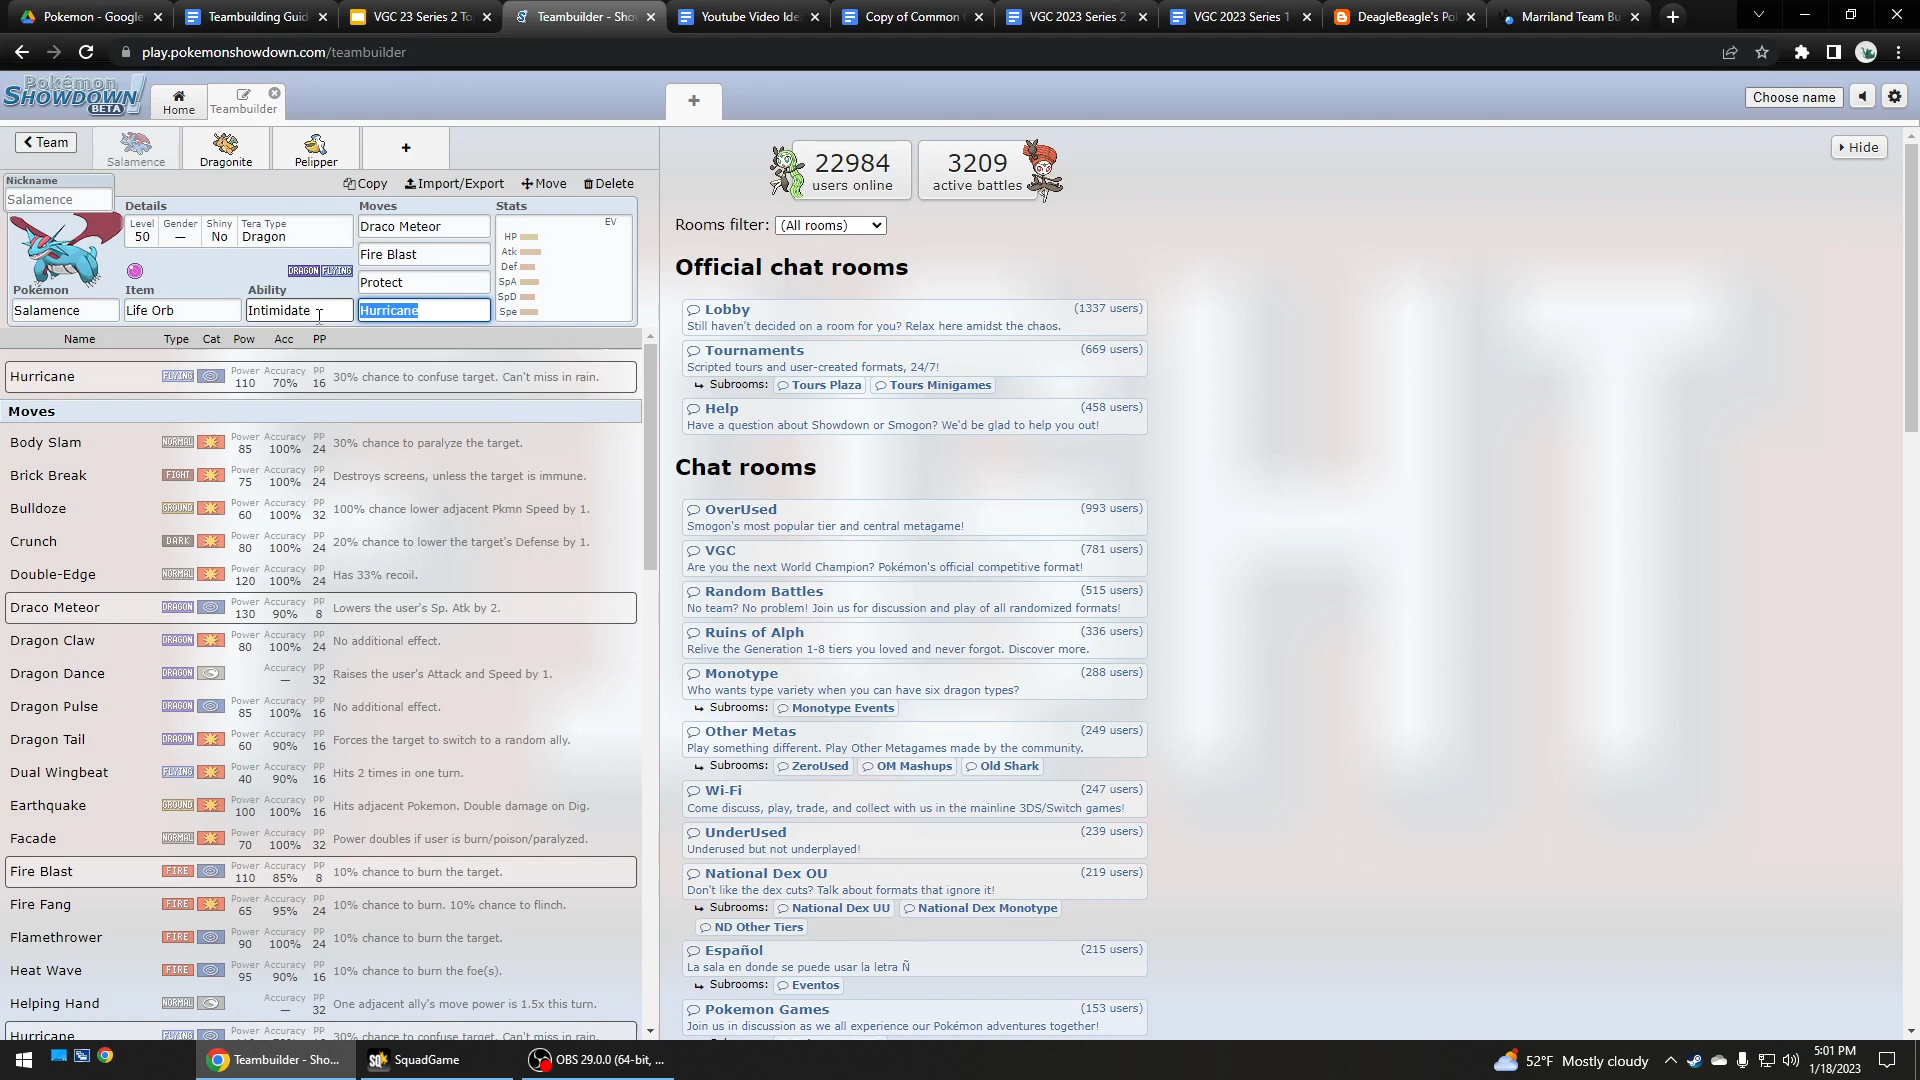 Pokemon - Google
Teambuilding Guid
VGC 23 Series 2 To
Teambuilder - Sho
Youtube Video Ide
Copy of Common
VGC 2023 Series 2
VGC 2023 Series 1
DeagleBeagle's Po
Marriland Team Bu
play.pokemonshowdown.com/teambuilder
Pokémon
SHOWDOWN!
BETA
Home
Teambuilder
+
Choose name
Team
Salamence
Dragonite
Pelipper
+
22984
users online
3209
active battles
Hide
Nickname
Salamence
Copy
Import/Export
Move
Delete
Details
Moves
Stats
Level
50
Gender
—
Shiny
No
Tera Type
Dragon
Draco Meteor
Fire Blast
Protect
Hurricane
EV
HP
Atk
Def
SpA
SpD
Spe
DRAGON FLYING
Pokémon
Item
Ability
Salamence
Life Orb
Intimidate
Name Type Cat Pow Acc PP
Hurricane FLYING Power 110 Accuracy 70% PP 16 30% chance to confuse target. Can't miss in rain.
Moves
Body Slam NORMAL Power 85 Accuracy 100% PP 24 30% chance to paralyze the target.
Brick Break FIGHT Power 75 Accuracy 100% PP 24 Destroys screens, unless the target is immune.
Bulldoze GROUND Power 60 Accuracy 100% PP 32 100% chance lower adjacent Pkmn Speed by 1.
Crunch DARK Power 80 Accuracy 100% PP 24 20% chance to lower the target's Defense by 1.
Double-Edge NORMAL Power 120 Accuracy 100% PP 24 Has 33% recoil.
Draco Meteor DRAGON Power 130 Accuracy 90% PP 8 Lowers the user's Sp. Atk by 2.
Dragon Claw DRAGON Power 80 Accuracy 100% PP 24 No additional effect.
Dragon Dance DRAGON Accuracy — PP 32 Raises the user's Attack and Speed by 1.
Dragon Pulse DRAGON Power 85 Accuracy 100% PP 16 No additional effect.
Dragon Tail DRAGON Power 60 Accuracy 90% PP 16 Forces the target to switch to a random ally.
Dual Wingbeat FLYING Power 40 Accuracy 90% PP 16 Hits 2 times in one turn.
Earthquake GROUND Power 100 Accuracy 100% PP 16 Hits adjacent Pokemon. Double damage on Dig.
Facade NORMAL Power 70 Accuracy 100% PP 32 Power doubles if user is burn/poison/paralyzed.
Fire Blast FIRE Power 110 Accuracy 85% PP 8 10% chance to burn the target.
Fire Fang FIRE Power 65 Accuracy 95% PP 24 10% chance to burn. 10% chance to flinch.
Flamethrower FIRE Power 90 Accuracy 100% PP 24 10% chance to burn the target.
Heat Wave FIRE Power 95 Accuracy 90% PP 16 10% chance to burn the foe(s).
Helping Hand NORMAL Accuracy — PP 32 One adjacent ally's move power is 1.5x this turn.
Hurricane FLYING Power Accuracy PP 30% chance to confuse target. Can't miss in rain.
Rooms filter: (All rooms)
Official chat rooms
Lobby (1337 users)
Still haven't decided on a room for you? Relax here amidst the chaos.
Tournaments (669 users)
Scripted tours and user-created formats, 24/7!
Subrooms: Tours Plaza Tours Minigames
Help (458 users)
Have a question about Showdown or Smogon? We'd be glad to help you out!
Chat rooms
OverUsed (993 users)
Smogon's most popular tier and central metagame!
VGC (781 users)
Are you the next World Champion? Pokémon's official competitive format!
Random Battles (515 users)
No team? No problem! Join us for discussion and play of all randomized formats!
Ruins of Alph (336 users)
Relive the Generation 1-8 tiers you loved and never forgot. Discover more.
Monotype (288 users)
Who wants type variety when you can have six dragon types?
Subrooms: Monotype Events
Other Metas (249 users)
Play something different. Play Other Metagames made by the community.
Subrooms: ZeroUsed OM Mashups Old Shark
Wi-Fi (247 users)
Come discuss, play, trade, and collect with us in the mainline 3DS/Switch games!
UnderUsed (239 users)
Underused but not underplayed!
National Dex OU (219 users)
Don't like the dex cuts? Talk about formats that ignore it!
Subrooms: National Dex UU National Dex Monotype
ND Other Tiers
Español (215 users)
La sala en donde se puede usar la letra Ñ
Subrooms: Eventos
Pokemon Games (153 users)
Join us in discussion as we all experience our Pokémon adventures together!
Teambuilder - Sho...
SquadGame
OBS 29.0.0 (64-bit, ...
52°F Mostly cloudy
5:01 PM
1/18/2023